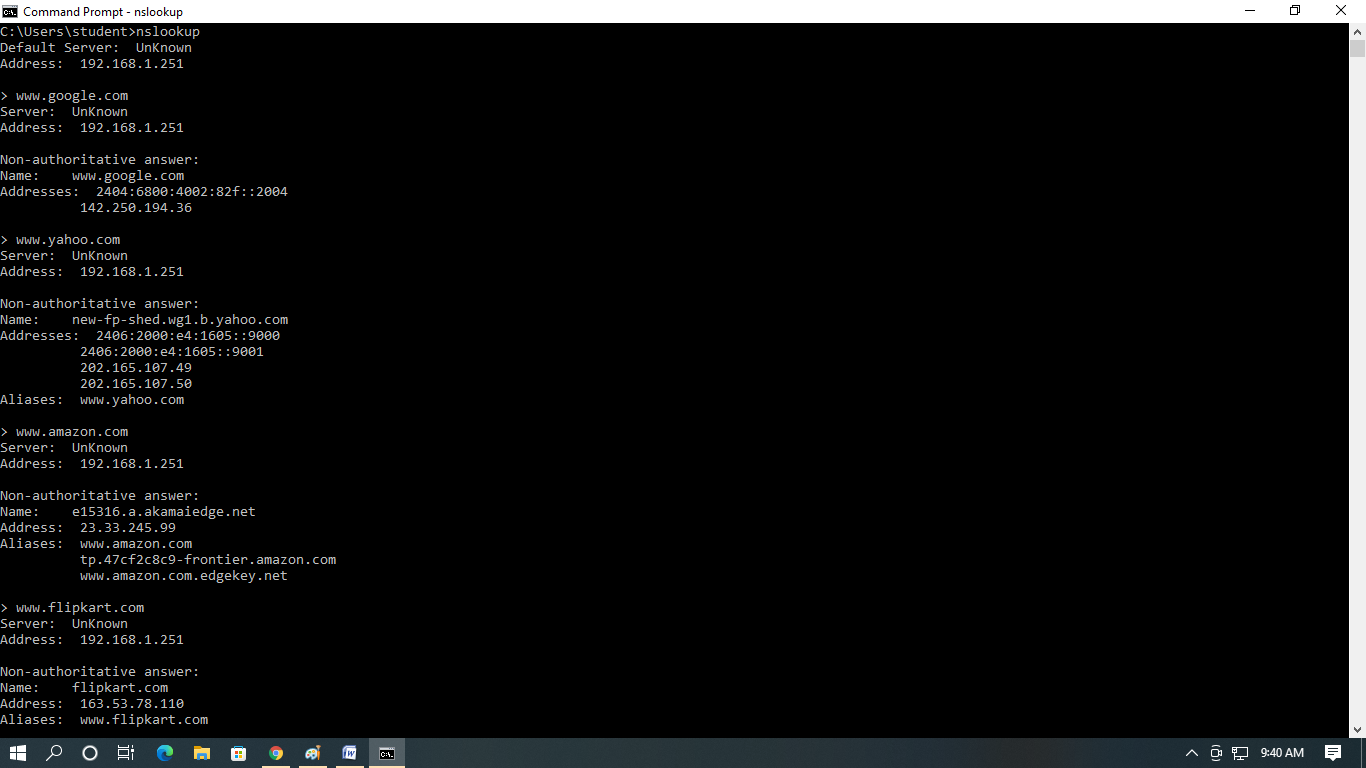 Command Prompt - nslookup
C:\Users\student>nslookup
Default Server:  UnKnown
Address:  192.168.1.251

> www.google.com
Server:  UnKnown
Address:  192.168.1.251

Non-authoritative answer:
Name:    www.google.com
Addresses:  2404:6800:4002:82f::2004
          142.250.194.36

> www.yahoo.com
Server:  UnKnown
Address:  192.168.1.251

Non-authoritative answer:
Name:    new-fp-shed.wg1.b.yahoo.com
Addresses:  2406:2000:e4:1605::9000
          2406:2000:e4:1605::9001
          202.165.107.49
          202.165.107.50
Aliases:  www.yahoo.com

> www.amazon.com
Server:  UnKnown
Address:  192.168.1.251

Non-authoritative answer:
Name:    e15316.a.akamaiedge.net
Address:  23.33.245.99
Aliases:  www.amazon.com
          tp.47cf2c8c9-frontier.amazon.com
          www.amazon.com.edgekey.net

> www.flipkart.com
Server:  UnKnown
Address:  192.168.1.251

Non-authoritative answer:
Name:    flipkart.com
Address:  163.53.78.110
Aliases:  www.flipkart.com
9:40 AM